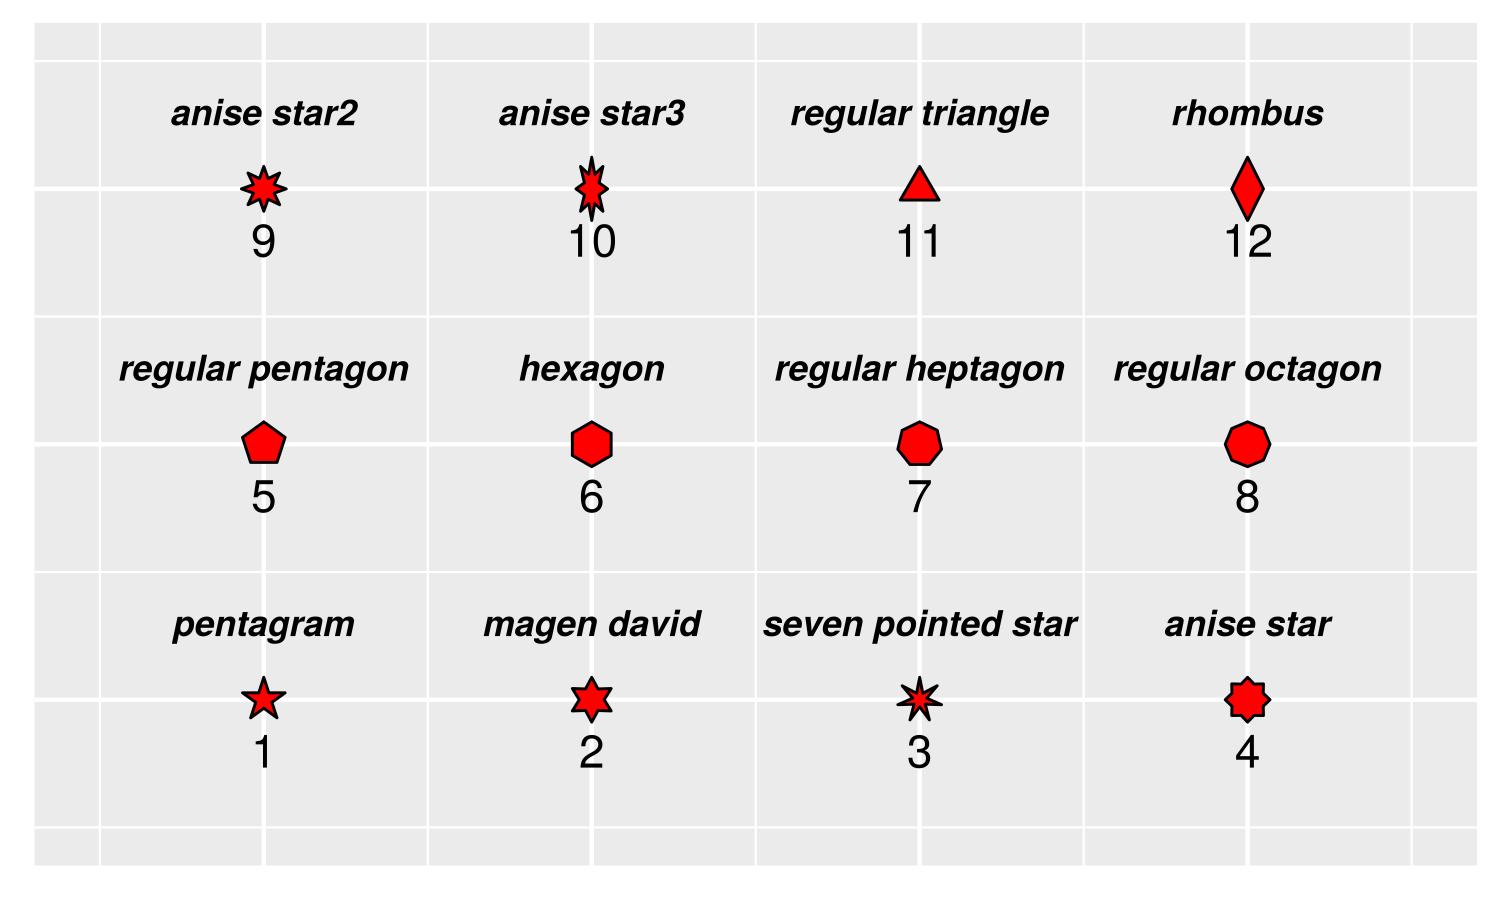 anise star2 anise star3 regular triangle rhombus
9 10 11 12
regular pentagon hexagon regular heptagon regular octagon
5 6 7 8
pentagram magen david seven pointed star anise star
1 2 3 4